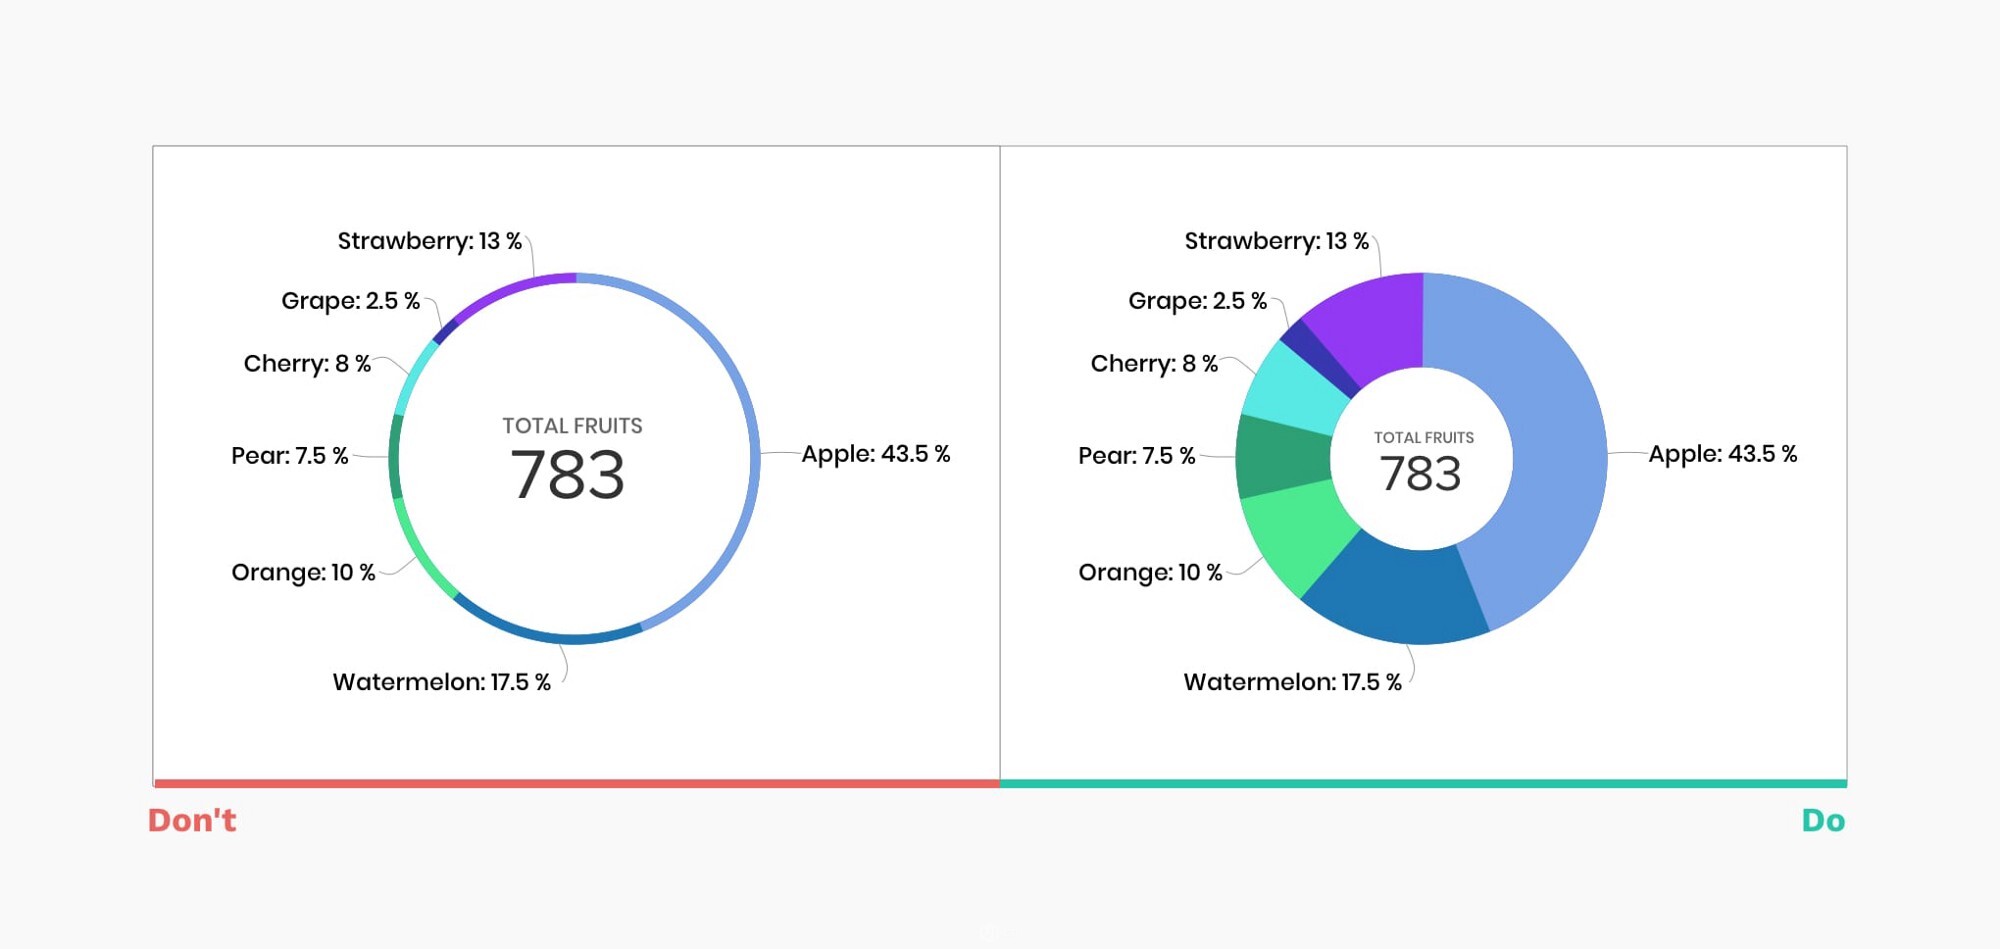 Strawberry: 13 %
Grape: 2.5 %
Cherry: 8 %
Pear: 7.5 %
Orange: 10 %
Watermelon: 17.5 %
Apple: 43.5 %
TOTAL FRUITS
783
Strawberry: 13 %
Grape: 2.5 %
Cherry: 8 %
Pear: 7.5 %
Orange: 10 %
Watermelon: 17.5 %
Apple: 43.5 %
TOTAL FRUITS
783
Don't
Do